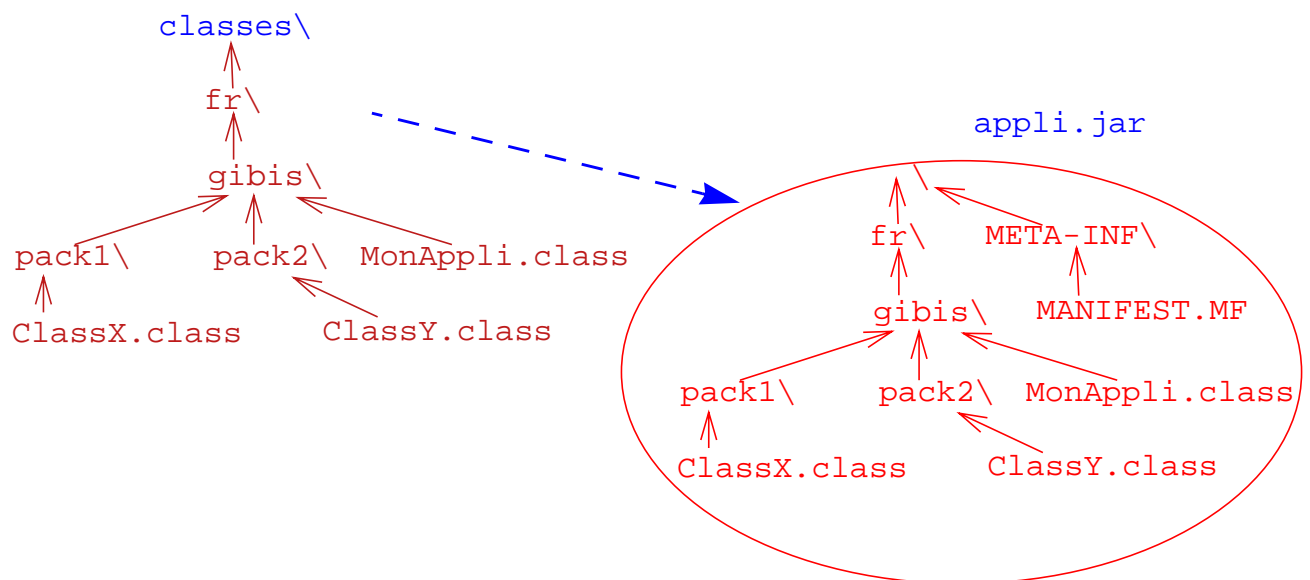 classes\
fr\
gibis\
pack1\ pack2\ MonAppli.class
ClassX.class ClassY.class
appli.jar
\
fr\ META-INF\
gibis\ MANIFEST.MF
pack1\ pack2\ MonAppli.class
ClassX.class ClassY.class